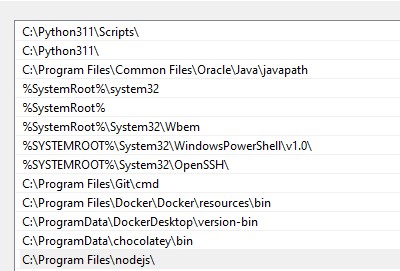 C:\Python311\Scripts\
C:\Python311\
C:\Program Files\Common Files\Oracle\Java\javapath
%SystemRoot%\system32
%SystemRoot%
%SystemRoot%\System32\Wbem
%SYSTEMROOT%\System32\WindowsPowerShell\v1.0\
%SYSTEMROOT%\System32\OpenSSH\
C:\Program Files\Git\cmd
C:\Program Files\Docker\Docker\resources\bin
C:\ProgramData\DockerDesktop\version-bin
C:\ProgramData\chocolatey\bin
C:\Program Files\nodejs\